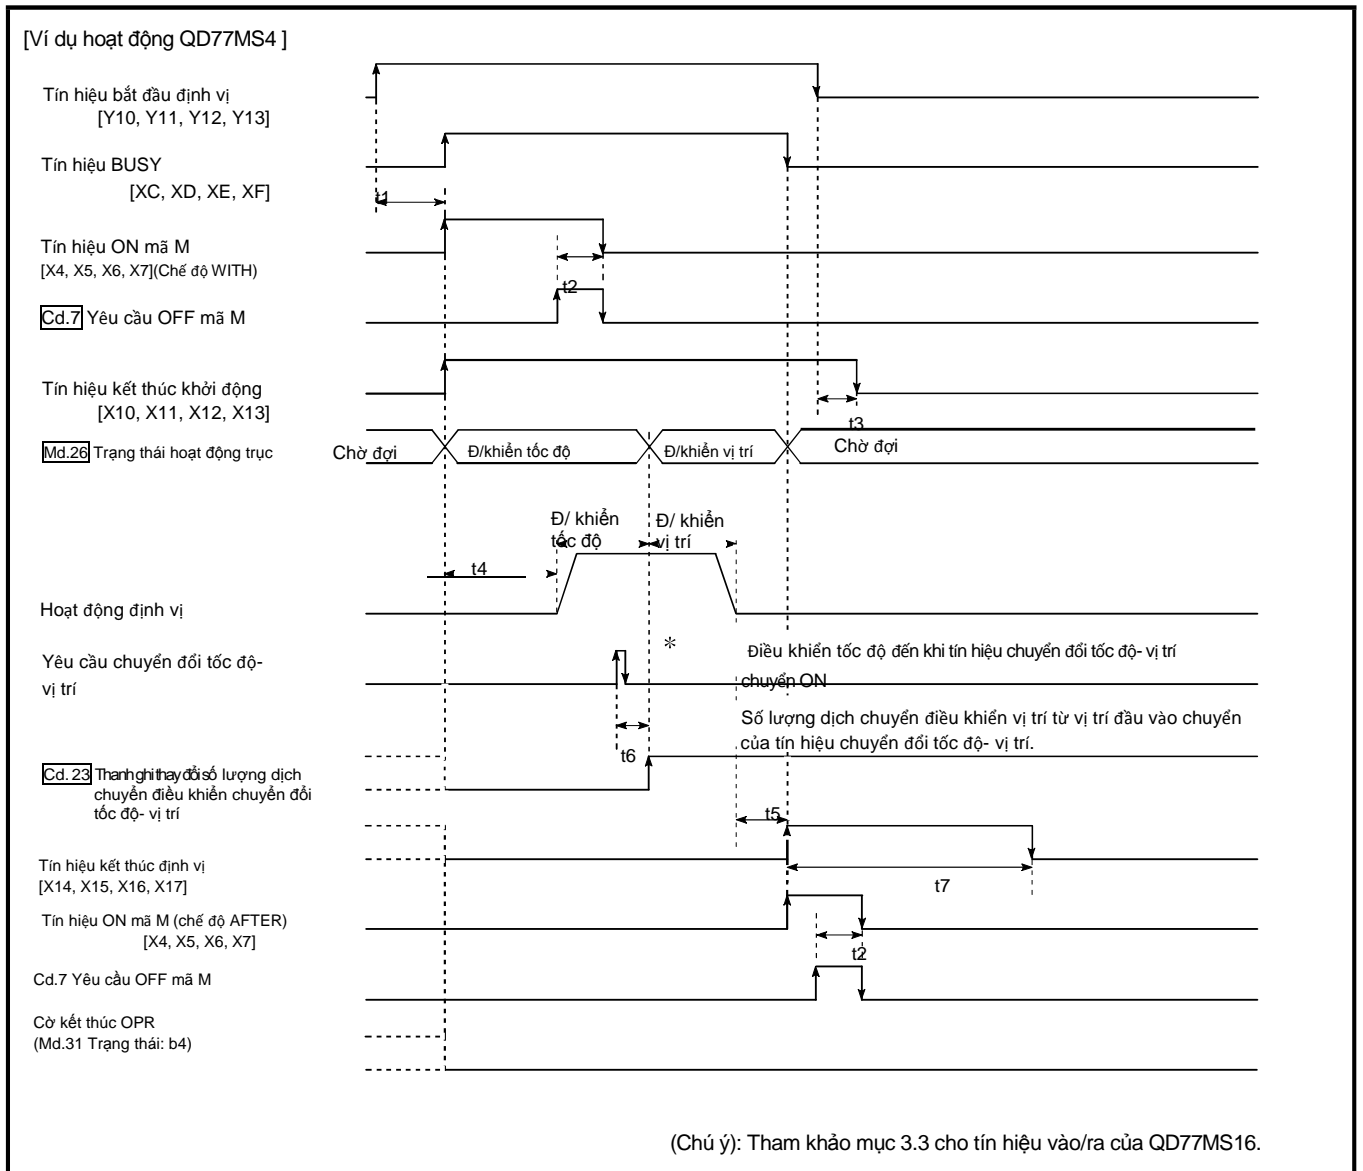 [Ví dụ hoạt động QD77MS4 ]
Tín hiệu bắt đầu định vị
[Y10, Y11, Y12, Y13]
Tín hiệu BUSY
[XC, XD, XE, XF]
t1
Tín hiệu ON mã M
[X4, X5, X6, X7](Chế độ WITH)
t2
Cd.7 Yêu cầu OFF mã M
Tín hiệu kết thúc khởi động
[X10, X11, X12, X13]
t3
Md.26 Trạng thái hoạt động trục
Chờ đợi
Đ/khiển tốc độ
Đ/khiển vị trí
Chờ đợi
Đ/ khiển
tốc độ
Đ/ khiển
vị trí
t4
Hoạt động định vị
*
Yêu cầu chuyển đổi tốc độ-
vị trí
Điều khiển tốc độ đến khi tín hiệu chuyển đổi tốc độ- vị trí
chuyển ON
Số lượng dịch chuyển điều khiển vị trí từ vị trí đầu vào chuyển
của tín hiệu chuyển đổi tốc độ- vị trí.
t6
Cd. 23 Thanh ghi thay đổi số lượng dịch
chuyển điều khiển chuyển đổi
tốc độ- vị trí
t5
Tín hiệu kết thúc định vị
[X14, X15, X16, X17]
t7
Tín hiệu ON mã M (chế độ AFTER)
[X4, X5, X6, X7]
t2
Cd.7 Yêu cầu OFF mã M
Cờ kết thúc OPR
(Md.31 Trạng thái: b4)
(Chú ý): Tham khảo mục 3.3 cho tín hiệu vào/ra của QD77MS16.